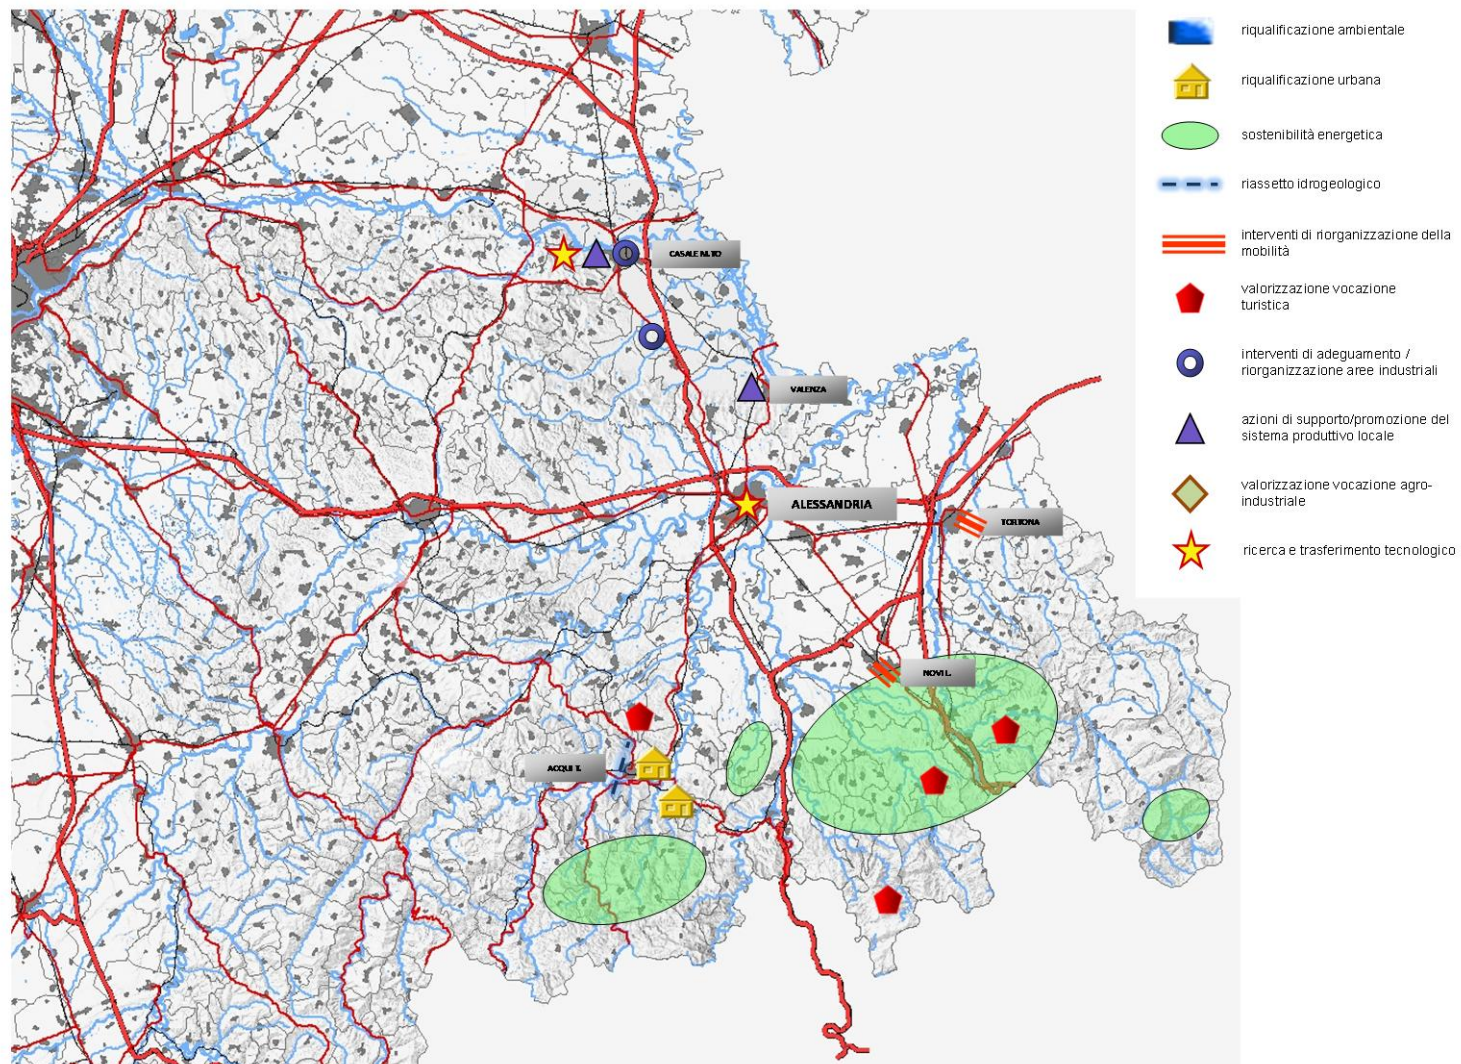 riqualificazione ambientale
riqualificazione urbana
sostenibilità energetica
riassetto idrogeologico
interventi di riorganizzazione della
mobilità
valorizzazione vocazione
turistica
interventi di adeguamento /
riorganizzazione aree industriali
azioni di supporto/promozione del
sistema produttivo locale
valorizzazione vocazione agro-
industriale
ricerca e trasferimento tecnologico
CASALE M.TO
VALENZA
ALESSANDRIA
TORTONA
NOVI L.
ACQUI T.